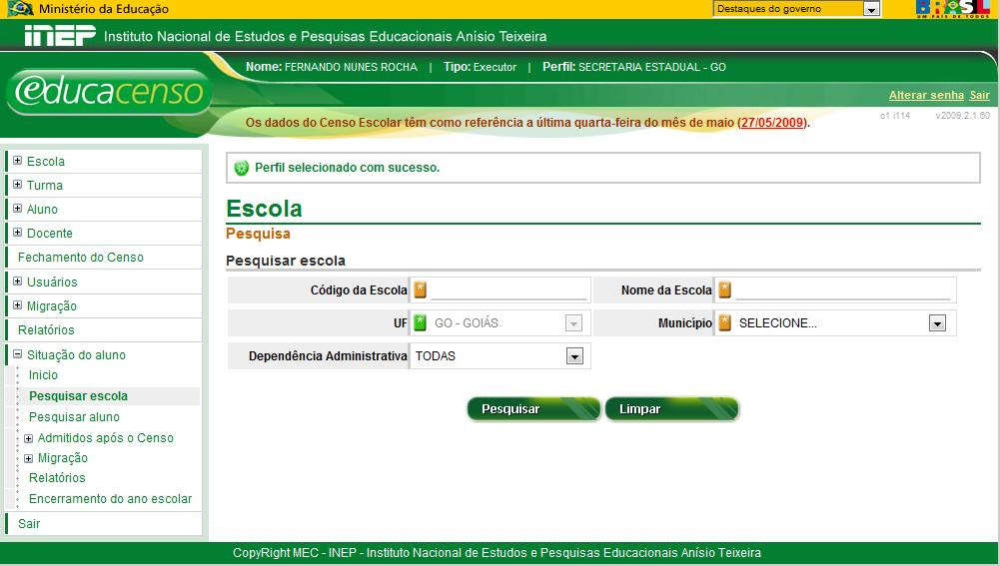 Ministério da Educação
Destaques do governo
BRASIL
UM PAÍS DE TODOS
INEP Instituto Nacional de Estudos e Pesquisas Educacionais Anísio Teixeira
Nome: FERNANDO NUNES ROCHA | Tipo: Executor | Perfil: SECRETARIA ESTADUAL - GO
educacenso
Alterar senha Sair
Os dados do Censo Escolar têm como referência a última quarta-feira do mês de maio (27/05/2009).
c1 i114 v2009.2.1.60
Escola
Turma
Aluno
Docente
Fechamento do Censo
Usuários
Migração
Relatórios
Situação do aluno
Inicio
Pesquisar escola
Pesquisar aluno
Admitidos após o Censo
Migração
Relatórios
Encerramento do ano escolar
Sair
Perfil selecionado com sucesso.
Escola
Pesquisa
Pesquisar escola
Código da Escola * Nome da Escola *
UF * GO - GOIÁS Município * SELECIONE...
Dependência Administrativa TODAS
Pesquisar Limpar
CopyRight MEC - INEP - Instituto Nacional de Estudos e Pesquisas Educacionais Anísio Teixeira